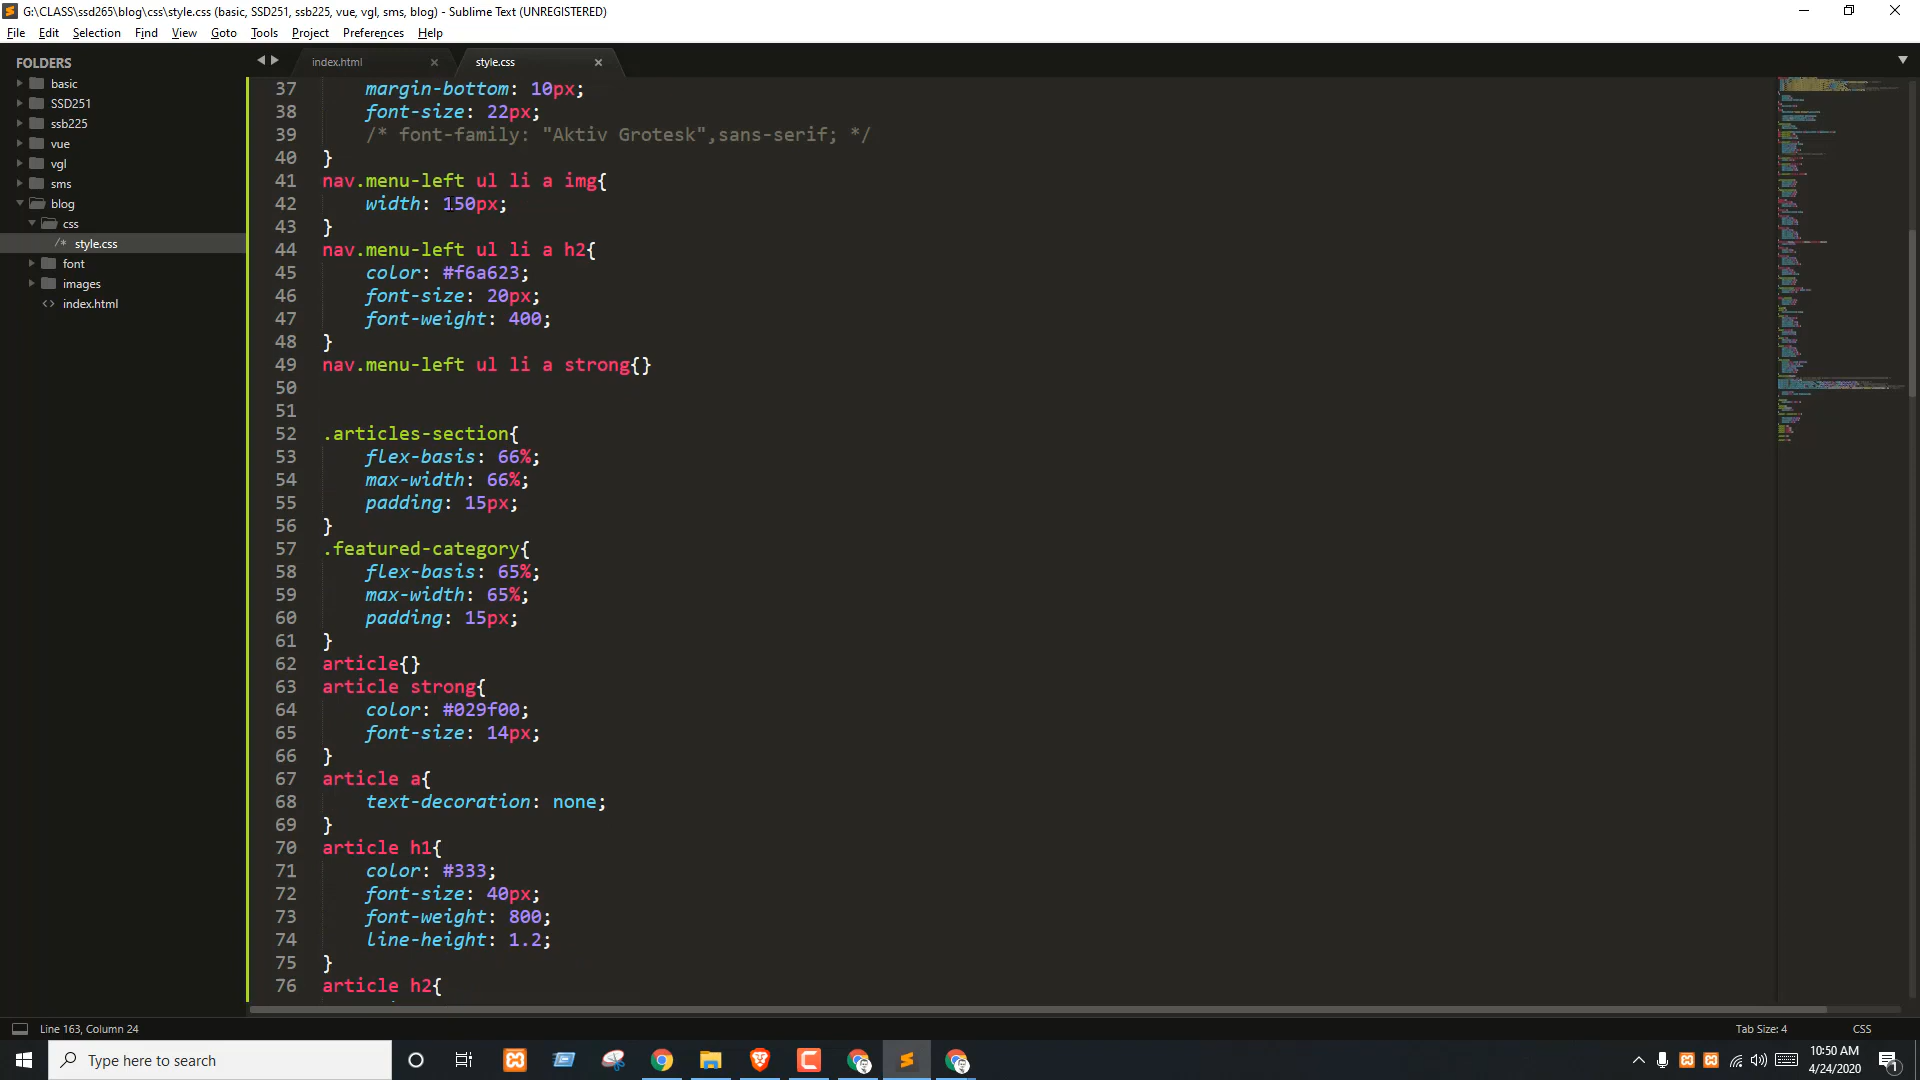 G:\CLASS\ssd265\blog\css\style.css (basic, SSD251, ssb225, vue, vgl, sms, blog) - Sublime Text (UNREGISTERED)
File Edit Selection Find View Goto Tools Project Preferences Help
FOLDERS
basic
SSD251
ssb225
vue
vgl
sms
blog
css
/* style.css
font
images
<> index.html
index.html
style.css
37 margin-bottom: 10px;
38 font-size: 22px;
39 /* font-family: "Aktiv Grotesk",sans-serif; */
40 }
41 nav.menu-left ul li a img{
42 width: 150px;
43 }
44 nav.menu-left ul li a h2{
45 color: #f6a623;
46 font-size: 20px;
47 font-weight: 400;
48 }
49 nav.menu-left ul li a strong{}
50
51
52 .articles-section{
53 flex-basis: 66%;
54 max-width: 66%;
55 padding: 15px;
56 }
57 .featured-category{
58 flex-basis: 65%;
59 max-width: 65%;
60 padding: 15px;
61 }
62 article{}
63 article strong{
64 color: #029f00;
65 font-size: 14px;
66 }
67 article a{
68 text-decoration: none;
69 }
70 article h1{
71 color: #333;
72 font-size: 40px;
73 font-weight: 800;
74 line-height: 1.2;
75 }
76 article h2{
Line 163, Column 24
Tab Size: 4
CSS
Type here to search
10:50 AM
4/24/2020
1